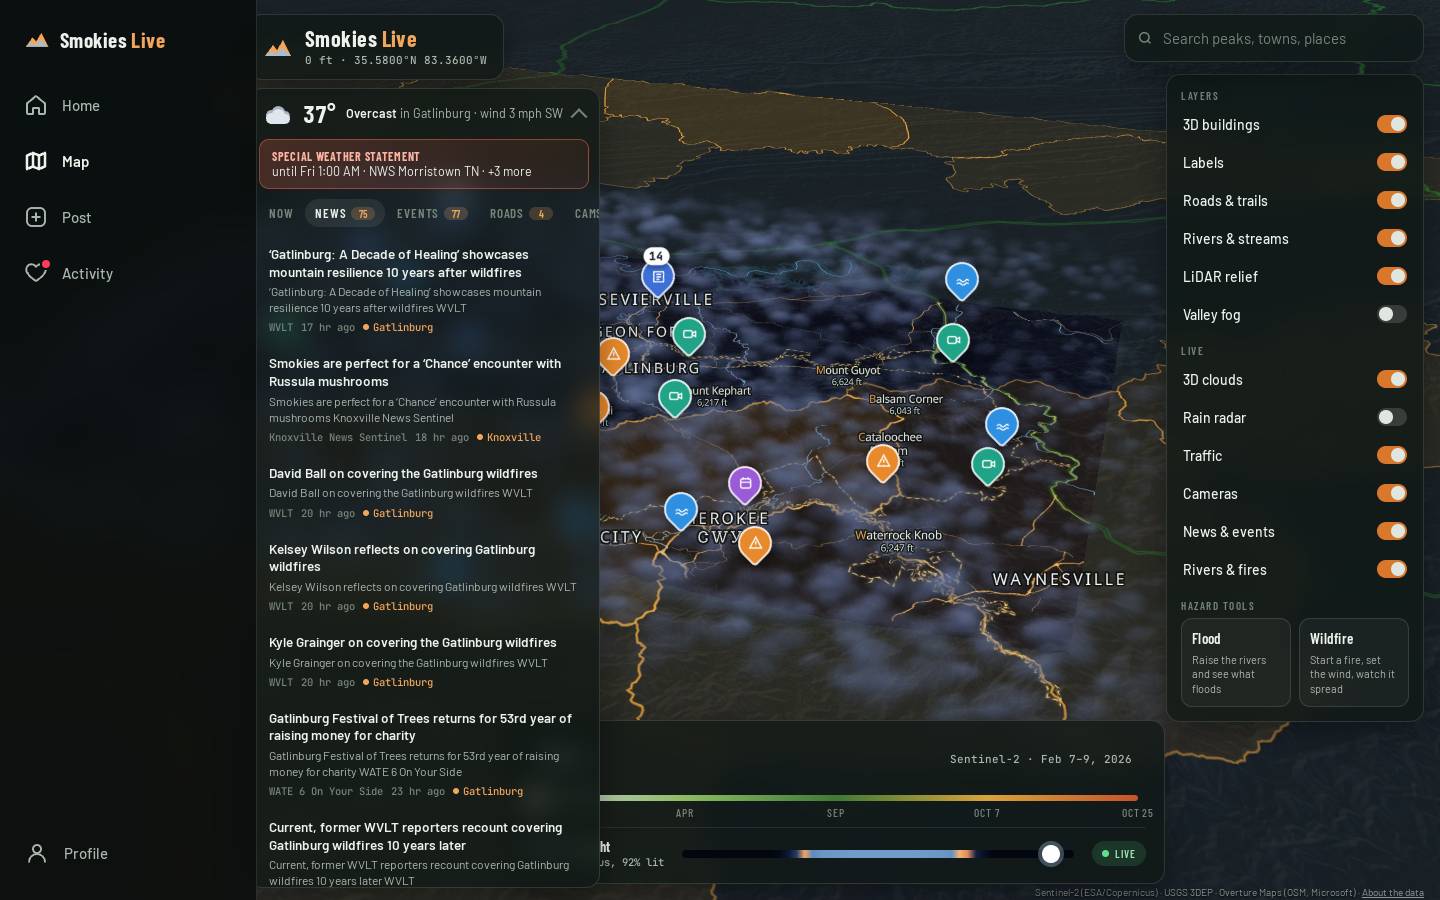 Smokies Live
Home
Map
Post
Activity
Profile
Smokies Live
0 ft · 35.5800°N 83.3600°W
37° Overcast in Gatlinburg · wind 3 mph SW
SPECIAL WEATHER STATEMENT
until Fri 1:00 AM · NWS Morristown TN · +3 more
NOW NEWS 75 EVENTS 77 ROADS 4 CAMS
‘Gatlinburg: A Decade of Healing’ showcases
mountain resilience 10 years after wildfires
‘Gatlinburg: A Decade of Healing’ showcases mountain
resilience 10 years after wildfires WVLT
WVLT 17 hr ago Gatlinburg
Smokies are perfect for a ‘Chance’ encounter with
Russula mushrooms
Smokies are perfect for a ‘Chance’ encounter with Russula
mushrooms Knoxville News Sentinel
Knoxville News Sentinel 18 hr ago Knoxville
David Ball on covering the Gatlinburg wildfires
David Ball on covering the Gatlinburg wildfires WVLT
WVLT 20 hr ago Gatlinburg
Kelsey Wilson reflects on covering Gatlinburg
wildfires
Kelsey Wilson reflects on covering Gatlinburg wildfires WVLT
WVLT 20 hr ago Gatlinburg
Kyle Grainger on covering the Gatlinburg wildfires
Kyle Grainger on covering the Gatlinburg wildfires WVLT
WVLT 20 hr ago Gatlinburg
Gatlinburg Festival of Trees returns for 53rd year of
raising money for charity
Gatlinburg Festival of Trees returns for 53rd year of raising
money for charity WATE 6 On Your Side
WATE 6 On Your Side 23 hr ago Gatlinburg
Current, former WVLT reporters recount covering
Gatlinburg wildfires 10 years later
Current, former WVLT reporters recount covering Gatlinburg
wildfires 10 years later WVLT
14
SEVIERVILLE
GEON FO
LINBURG
unt Kephart
6,217 ft
Mount Guyot
6,624 ft
Balsam Corner
6,043 ft
Cataloochee
EROKEE
ᏣᎳᎩ
CITY
Waterrock Knob
6,247 ft
WAYNESVILLE
Sentinel-2 · Feb 7–9, 2026
APR SEP OCT 7 OCT 25
ht
us, 92% lit
LIVE
Search peaks, towns, places
LAYERS
3D buildings
Labels
Roads & trails
Rivers & streams
LiDAR relief
Valley fog
LIVE
3D clouds
Rain radar
Traffic
Cameras
News & events
Rivers & fires
HAZARD TOOLS
Flood
Raise the rivers
and see what
floods
Wildfire
Start a fire, set
the wind, watch it
spread
Sentinel-2 (ESA/Copernicus) · USGS 3DEP · Overture Maps (OSM, Microsoft) · About the data